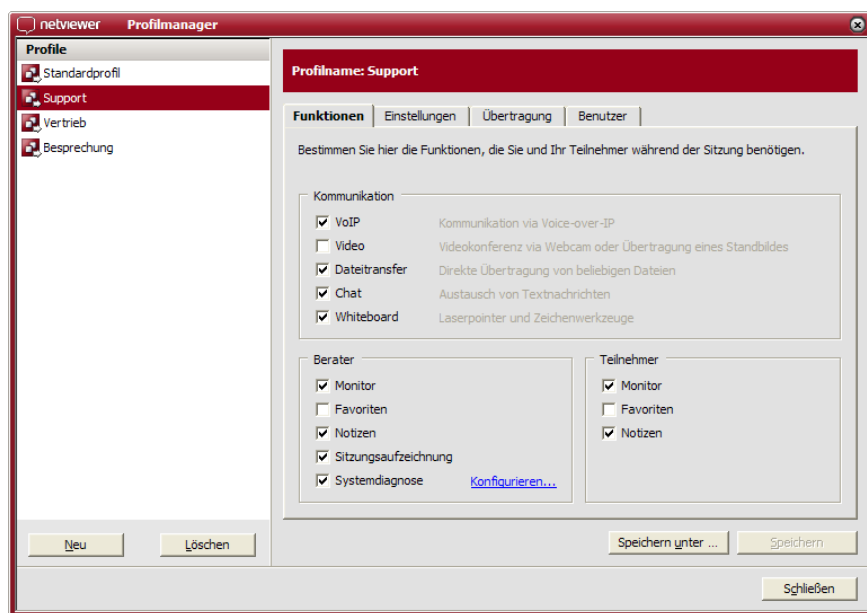 netviewer Profilmanager
Profile
Standardprofil
Support
Vertrieb
Besprechung
Neu
Löschen
Profilname: Support
Funktionen Einstellungen Übertragung Benutzer
Bestimmen Sie hier die Funktionen, die Sie und Ihr Teilnehmer während der Sitzung benötigen.
Kommunikation
VoIP Kommunikation via Voice-over-IP
Video Videokonferenz via Webcam oder Übertragung eines Standbildes
Dateitransfer Direkte Übertragung von beliebigen Dateien
Chat Austausch von Textnachrichten
Whiteboard Laserpointer und Zeichenwerkzeuge
Berater
Monitor
Favoriten
Notizen
Sitzungsaufzeichnung
Systemdiagnose Konfigurieren...
Teilnehmer
Monitor
Favoriten
Notizen
Speichern unter ... Speichern
Schließen